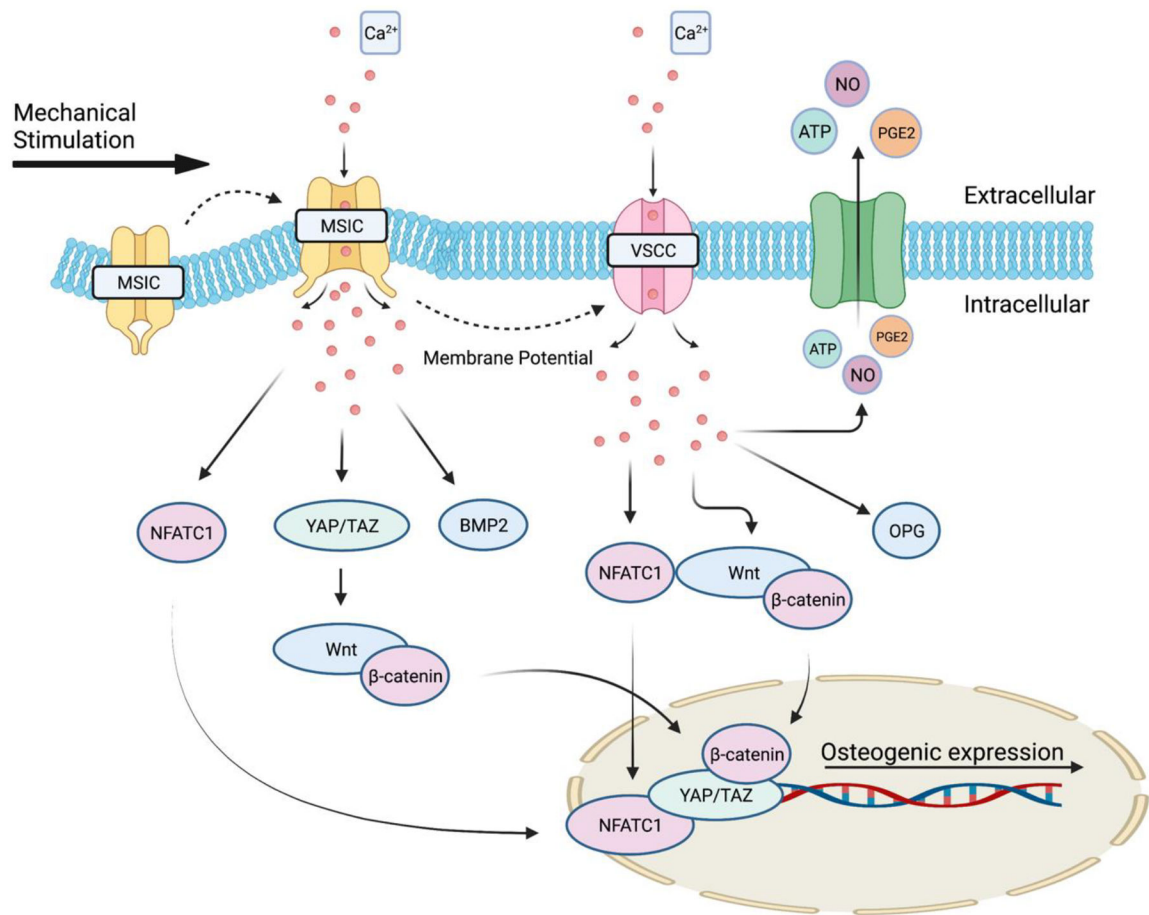 Ca²⁺
Ca²⁺
Mechanical
Stimulation
NO
ATP
PGE2
Extracellular
MSIC
VSCC
MSIC
Intracellular
Membrane Potential
ATP
PGE2
NO
NFATC1
YAP/TAZ
BMP2
OPG
NFATC1
Wnt
β-catenin
Wnt
β-catenin
β-catenin
Osteogenic expression
YAP/TAZ
NFATC1